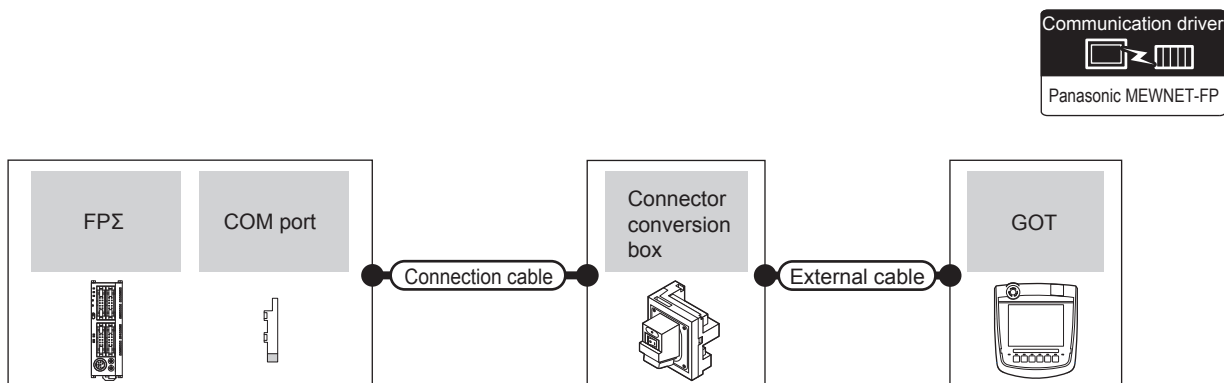 Communication driver
Panasonic MEWNET-FP
FPΣ
COM port
Connection cable
Connector
conversion
box
External cable
GOT